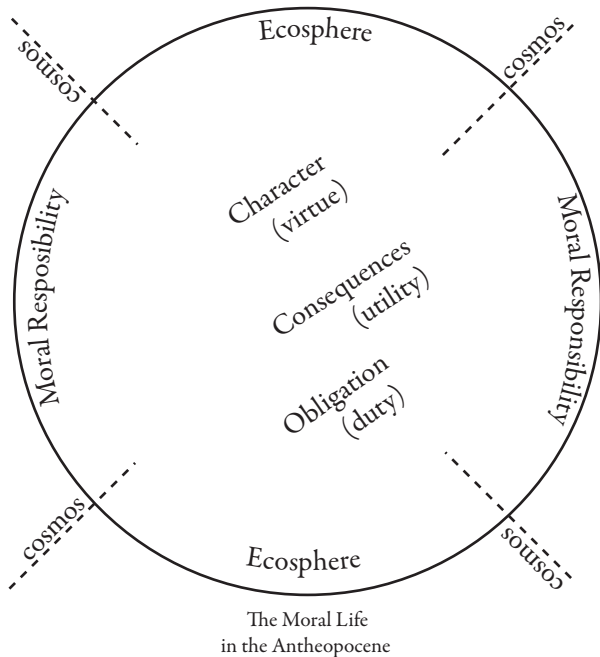 Ecosphere
cosmos
cosmos
Moral Resposibility
Moral Responsibility
Character
(virtue)
Consequences
(utility)
Obligation
(duty)
cosmos
cosmos
Ecosphere
The Moral Life
in the Antheopocene